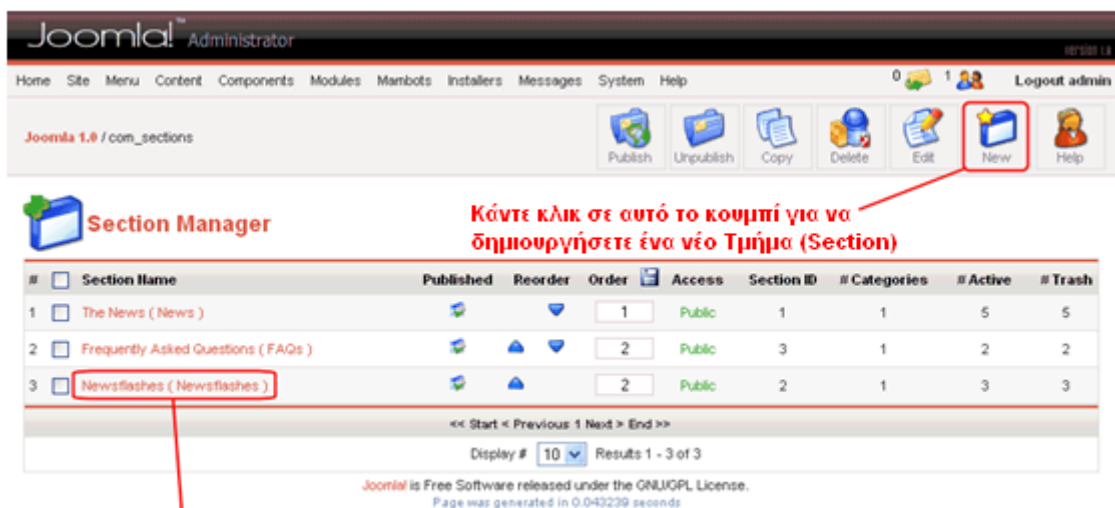 Joomla!™ Administrator
version 1.0
Home Site Menu Content Components Modules Mambots Installers Messages System Help 0 1 Logout admin
Joomla 1.0 / com_sections
Publish Unpublish Copy Delete Edit New Help
Section Manager
Κάντε κλικ σε αυτό το κουμπί για να
δημιουργήσετε ένα νέο Τμήμα (Section)
# Section Name Published Reorder Order Access Section ID # Categories # Active # Trash
1 The News ( News ) 1 Public 1 1 5 5
2 Frequently Asked Questions ( FAQs ) 2 Public 3 1 2 2
3 Newsflashes ( Newsflashes ) 2 Public 2 1 3 3
<< Start < Previous 1 Next > End >>
Display # 10 Results 1 - 3 of 3
Joomla! is Free Software released under the GNU/GPL License.
Page was generated in 0.043239 seconds